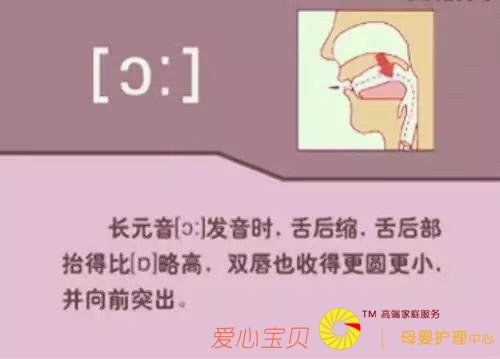 [ɔː]
长元音[ɔː]发音时，舌后缩，舌后部
抬得比[ɒ]略高，双唇也收得更圆更小，
并向前突出。
TM 高端家庭服务
爱心宝贝
母婴护理中心